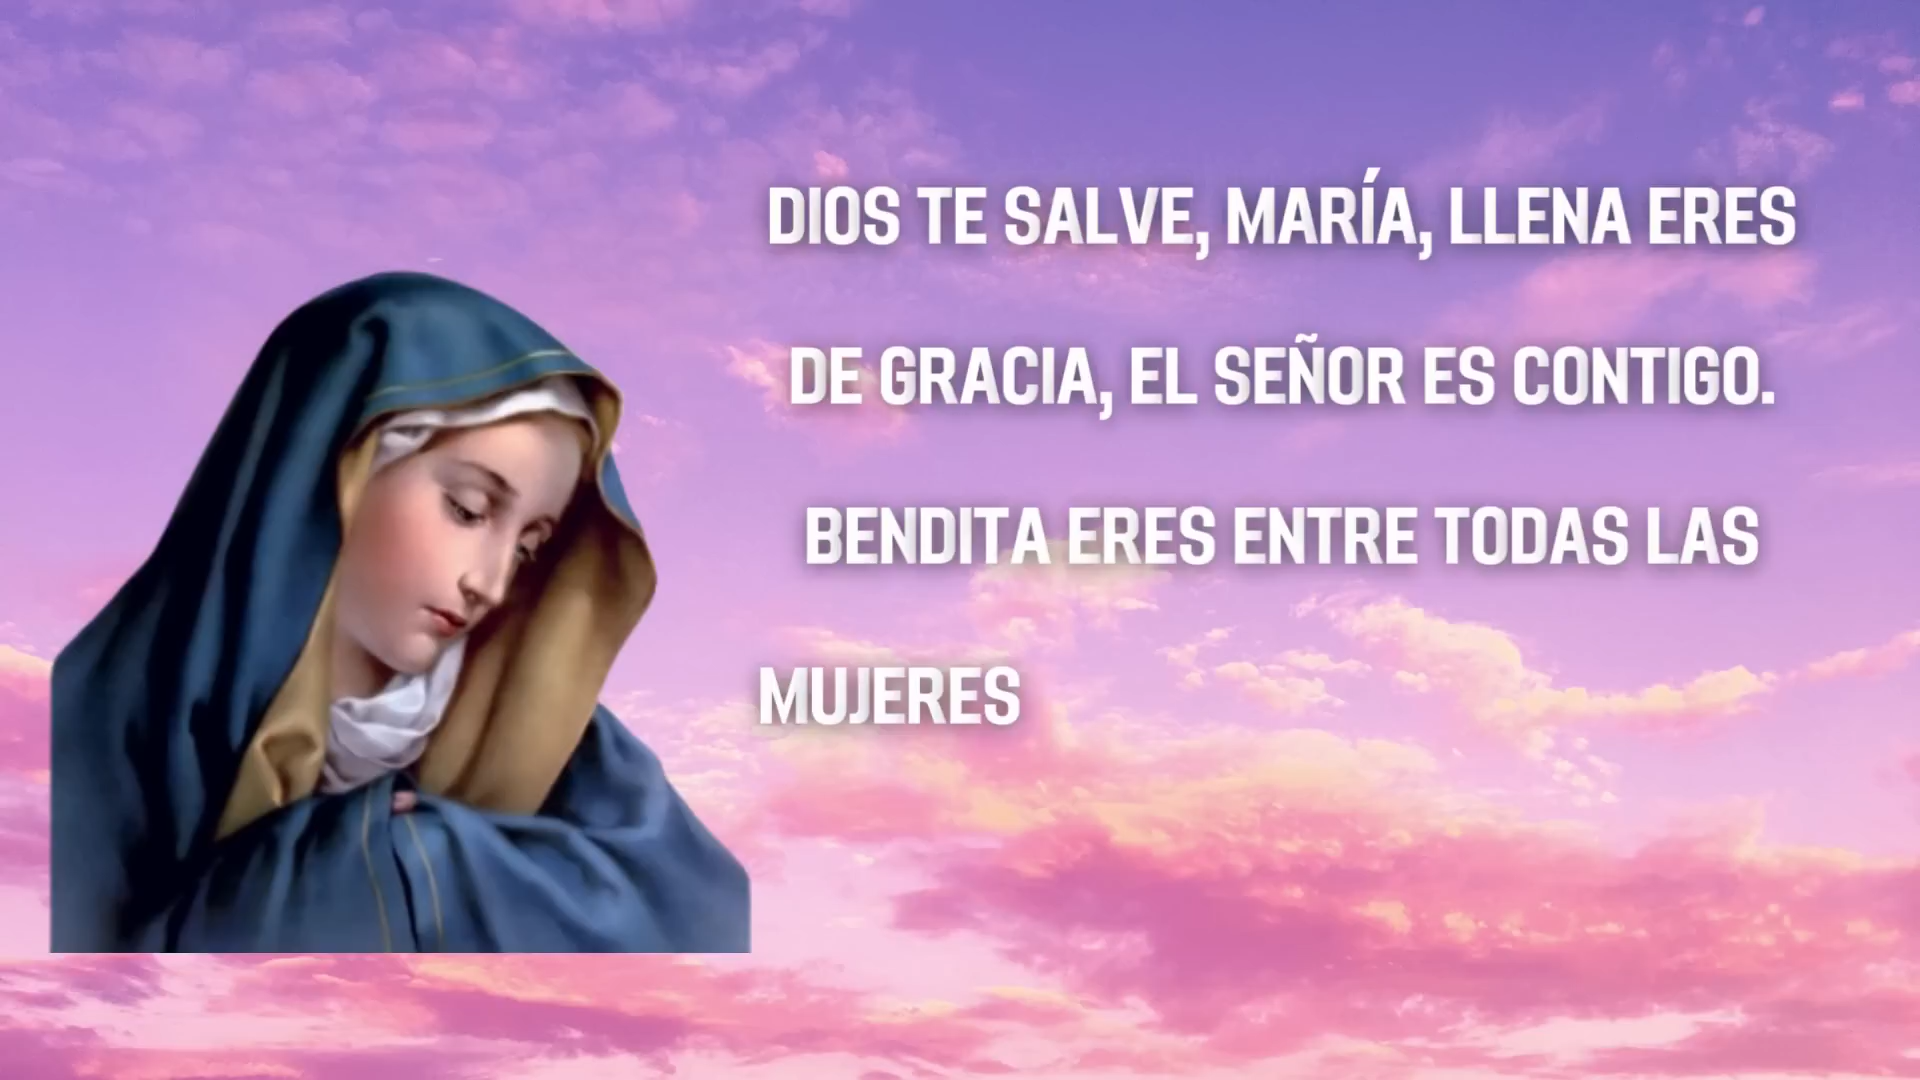 DIOS TE SALVE, MARÍA, LLENA ERES
DE GRACIA, EL SEÑOR ES CONTIGO.
BENDITA ERES ENTRE TODAS LAS
MUJERES